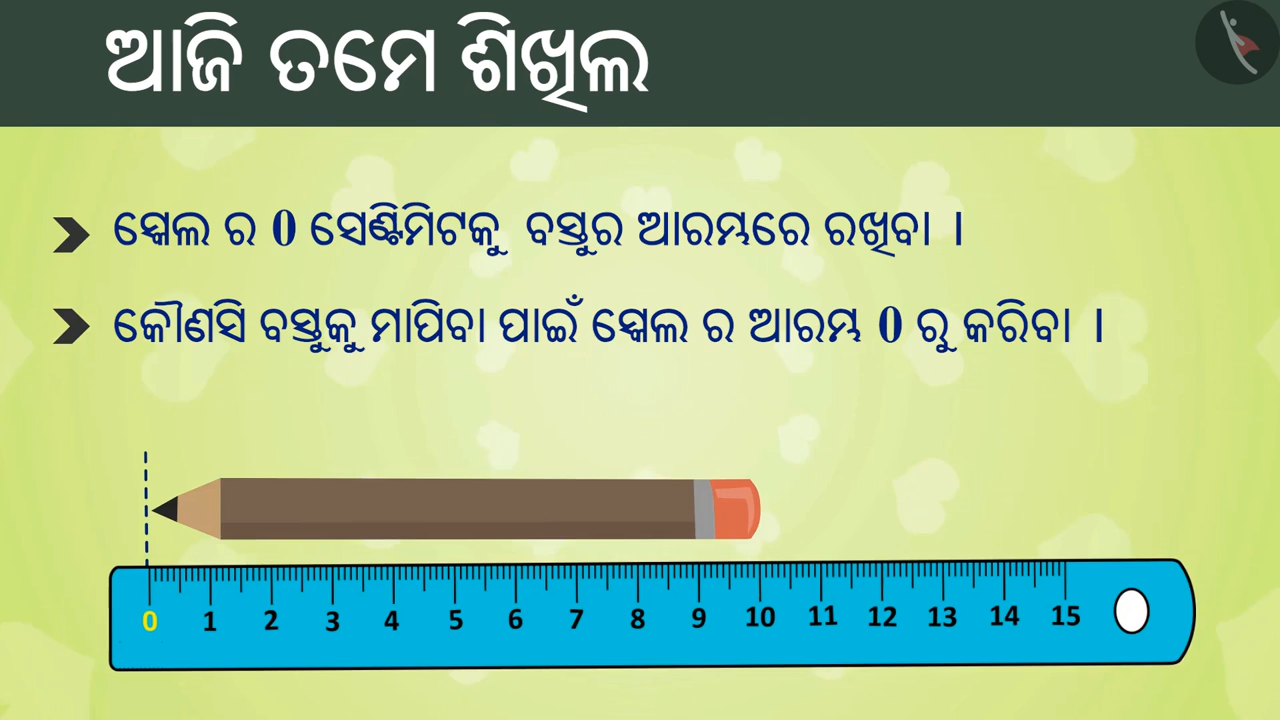 ଆଜି ତମେ ଶିଖିଲ
ସ୍କେଲ ର 0 ସେଣ୍ଟିମିଟକୁ ବସ୍ତୁର ଆରମ୍ଭରେ ରଖିବା ।
କୌଣସି ବସ୍ତୁକୁ ମାପିବା ପାଇଁ ସ୍କେଲ ର ଆରମ୍ଭ 0 ରୁ କରିବା ।
0 1 2 3 4 5 6 7 8 9 10 11 12 13 14 15